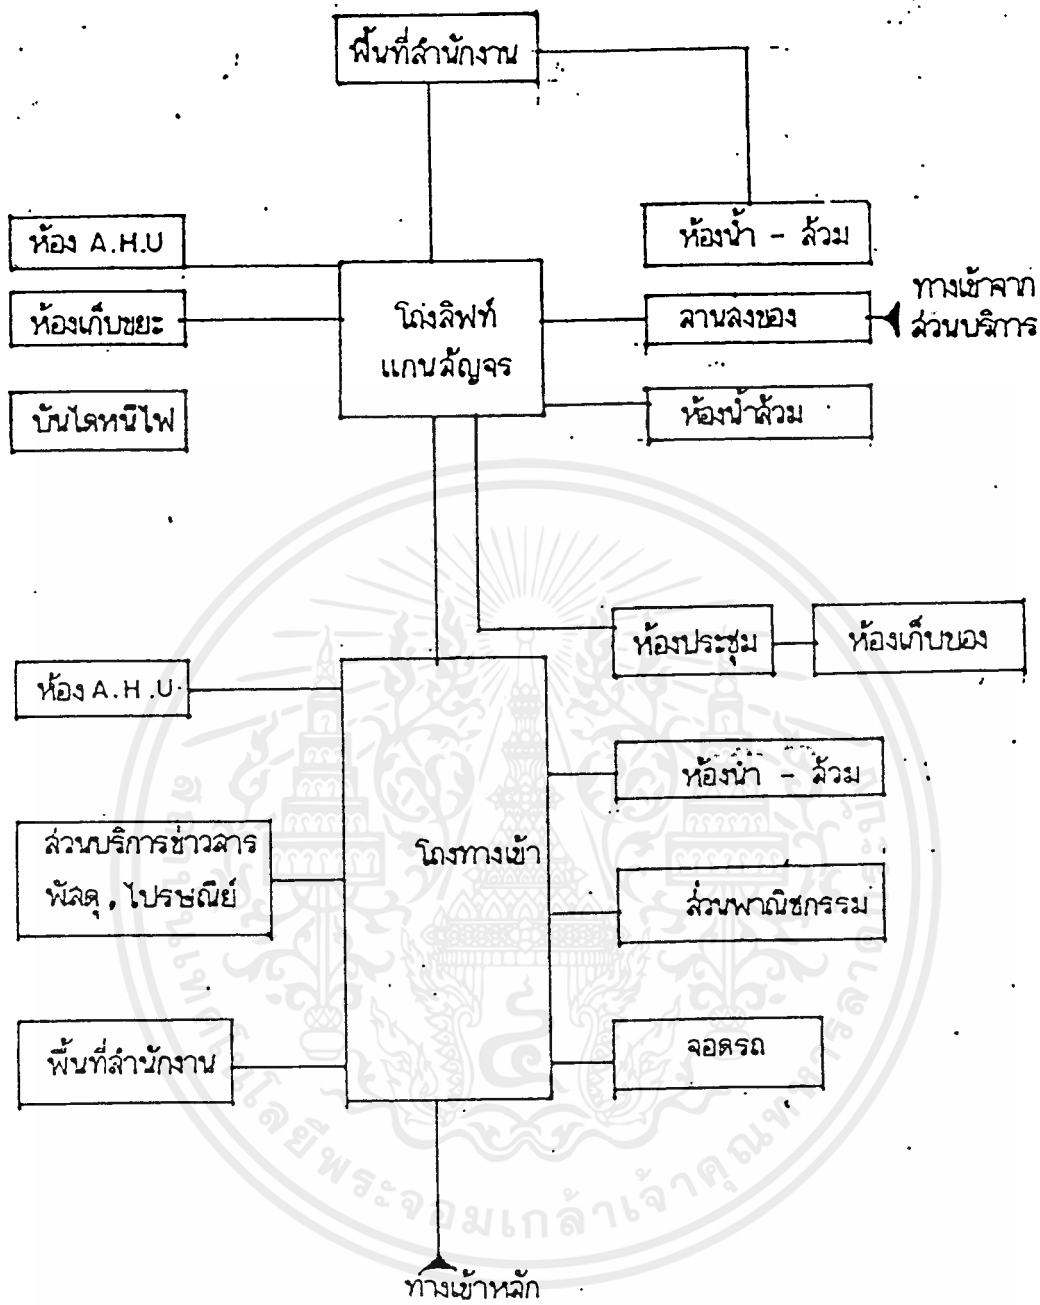 พื้นที่สำนักงาน
ห้อง A.H.U
ห้องน้ำ - ส้วม
ห้องเก็บขยะ
โถงลิฟท์
แกนสัญจร
ลานลงของ
ทางเข้าจาก
ส่วนบริการ
บันไดหนีไฟ
ห้องน้ำส้วม
ห้องประชุม
ห้องเก็บของ
ห้อง A.H.U
ห้องน้ำ - ส้วม
ส่วนบริการข่าวสาร
พัสดุ, ไปรษณีย์
โถงทางเข้า
ส่วนพาณิชกรรม
พื้นที่สำนักงาน
จอดรถ
ทางเข้าหลัก